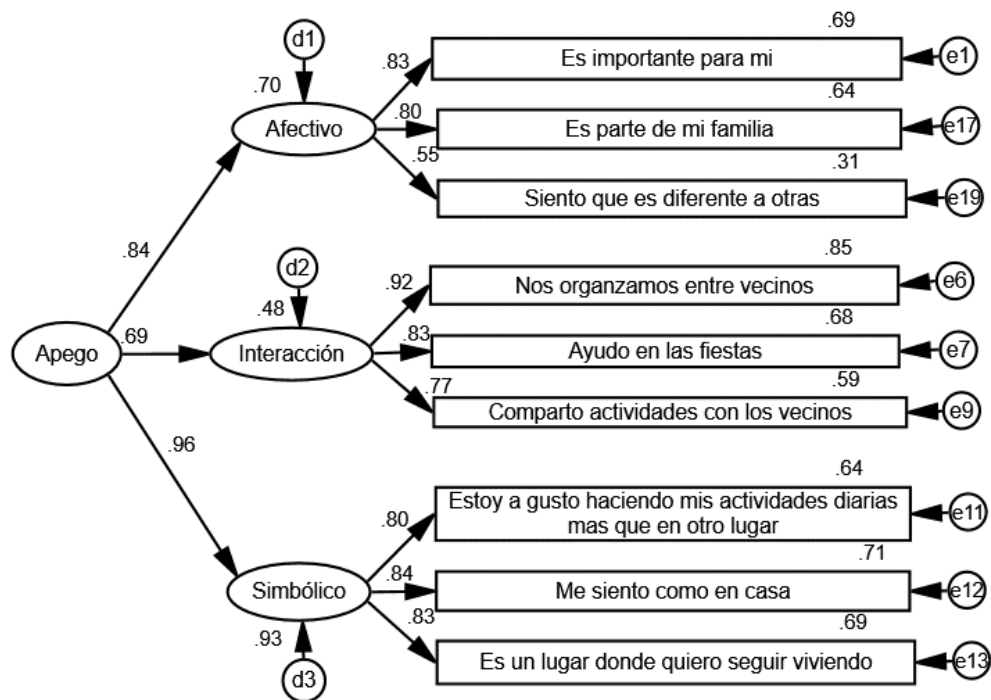 d1
.70
Afectivo
.83
.80
.55
.69
Es importante para mi
e1
.64
Es parte de mi familia
e17
.31
Siento que es diferente a otras
e19
.84
d2
.48
Apego
.69
Interacción
.92
.83
.77
.85
Nos organzamos entre vecinos
e6
.68
Ayudo en las fiestas
e7
.59
Comparto actividades con los vecinos
e9
.96
Simbólico
.93
d3
.80
.84
.83
.64
Estoy a gusto haciendo mis actividades diarias
mas que en otro lugar
e11
.71
Me siento como en casa
e12
.69
Es un lugar donde quiero seguir viviendo
e13